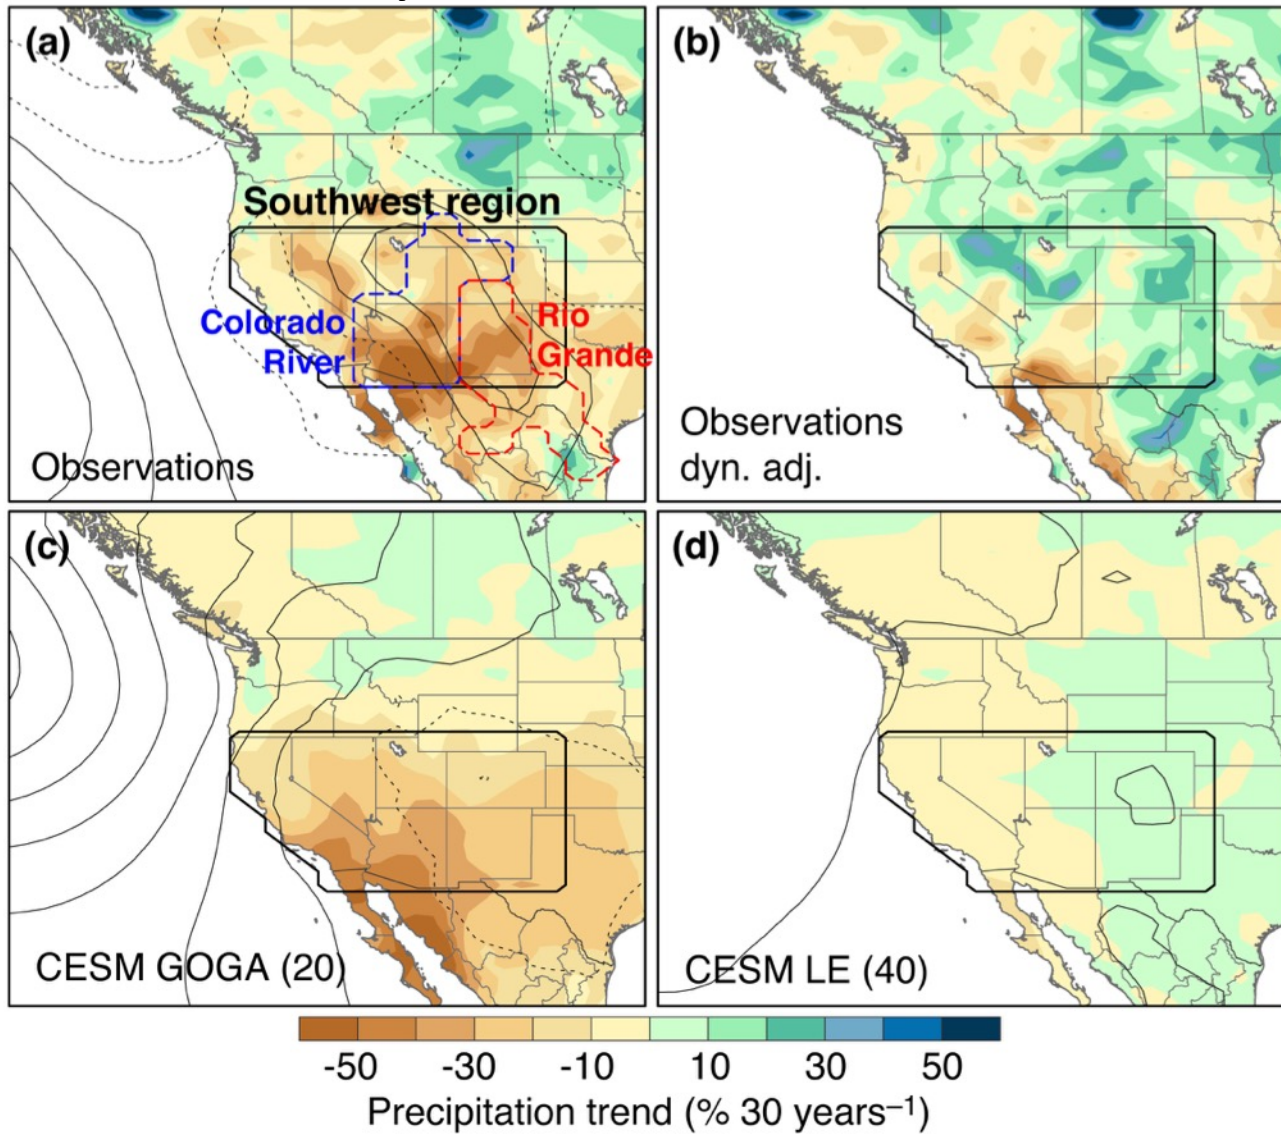 (a)
Southwest region
Colorado
River
Rio
Grande
Observations
(b)
Observations
dyn. adj.
(c)
CESM GOGA (20)
(d)
CESM LE (40)
-50 -30 -10 10 30 50
Precipitation trend (% 30 years⁻¹)